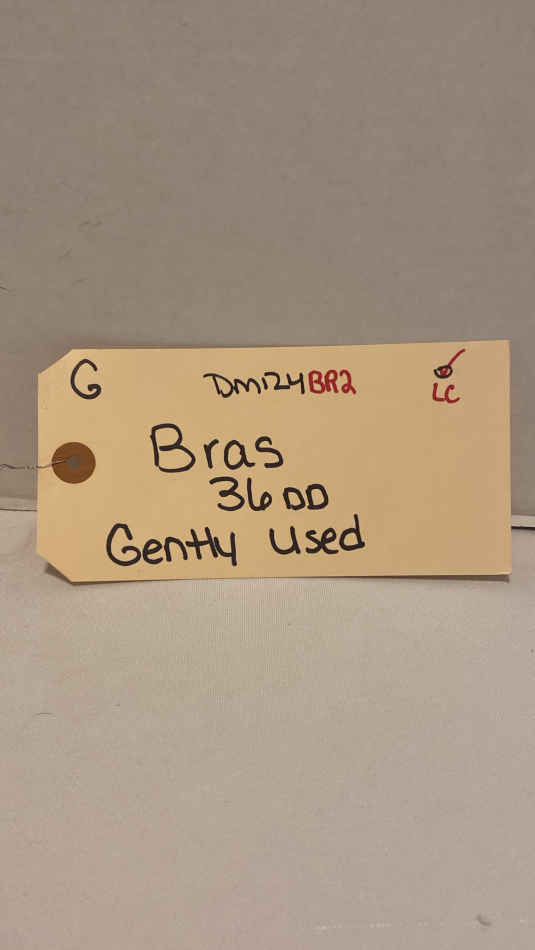 G DM124BR2
LC
Bras
36DD
Gently Used